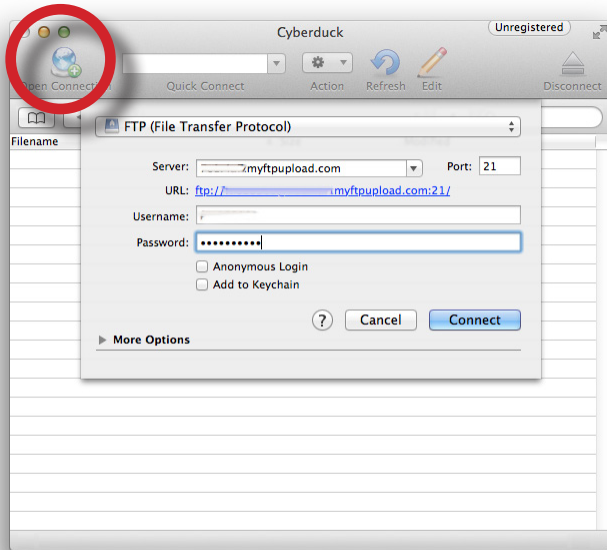 Cyberduck
Unregistered
Open Connection
Quick Connect
Action
Refresh
Edit
Disconnect
Filename
FTP (File Transfer Protocol)
Server: myftpupload.com Port: 21
URL: ftp:// myftpupload.com:21/
Username:
Password: ••••••••••
Anonymous Login
Add to Keychain
? Cancel Connect
More Options